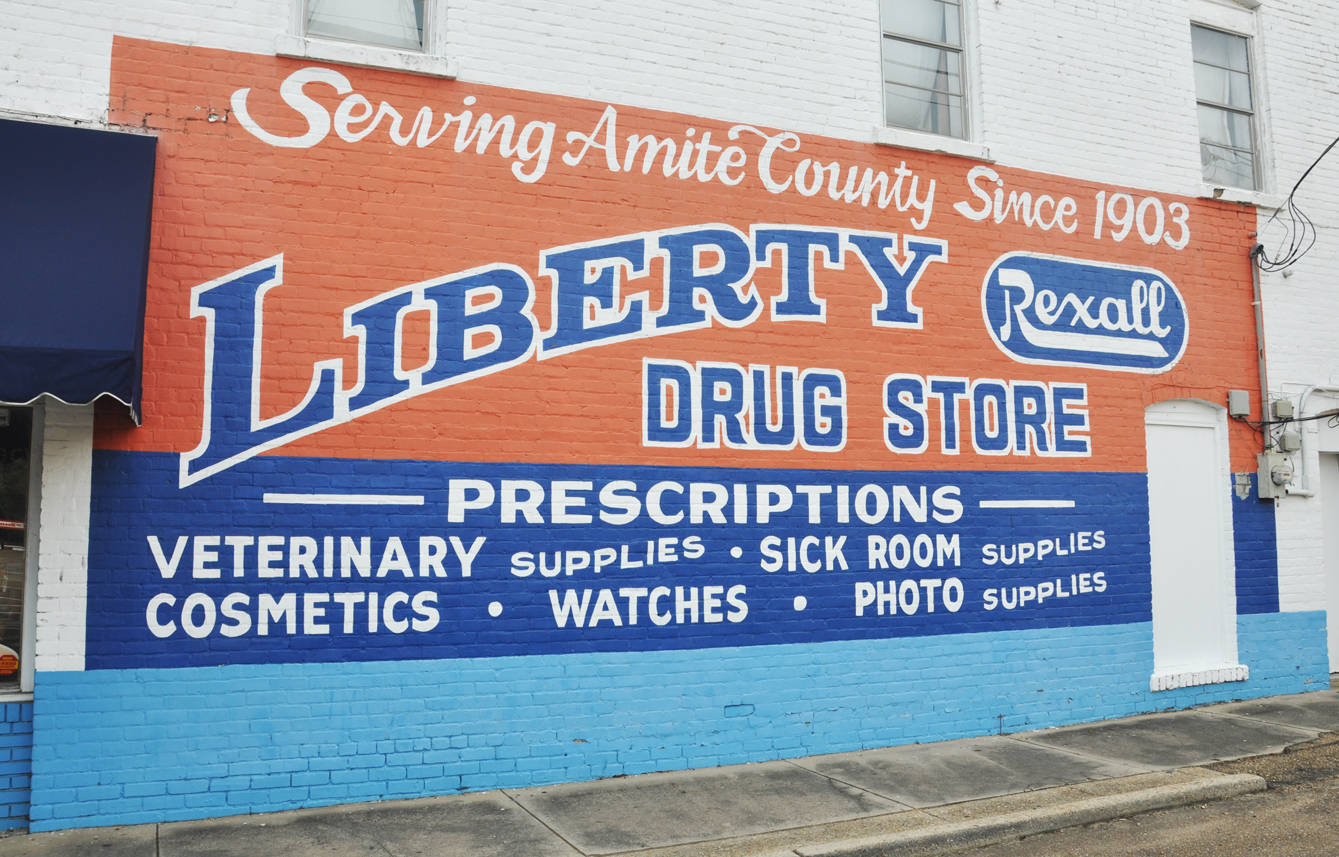 Serving Amite County Since 1903
LIBERTY
Rexall
DRUG STORE
PRESCRIPTIONS
VETERINARY SUPPLIES • SICK ROOM SUPPLIES
COSMETICS • WATCHES • PHOTO SUPPLIES